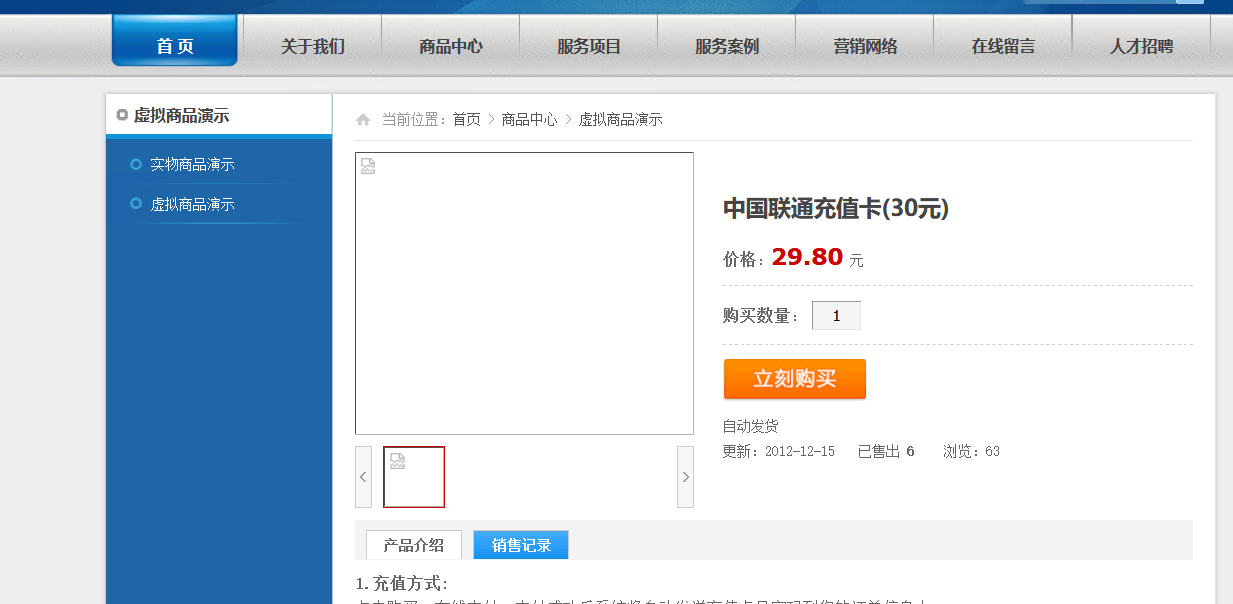 首 页 关于我们 商品中心 服务项目 服务案例 营销网络 在线留言 人才招聘
虚拟商品演示
实物商品演示
虚拟商品演示
当前位置：首页 > 商品中心 > 虚拟商品演示
中国联通充值卡(30元)
价格：29.80 元
购买数量： 1
立刻购买
自动发货
更新：2012-12-15 已售出 6 浏览：63
产品介绍 销售记录
1. 充值方式: